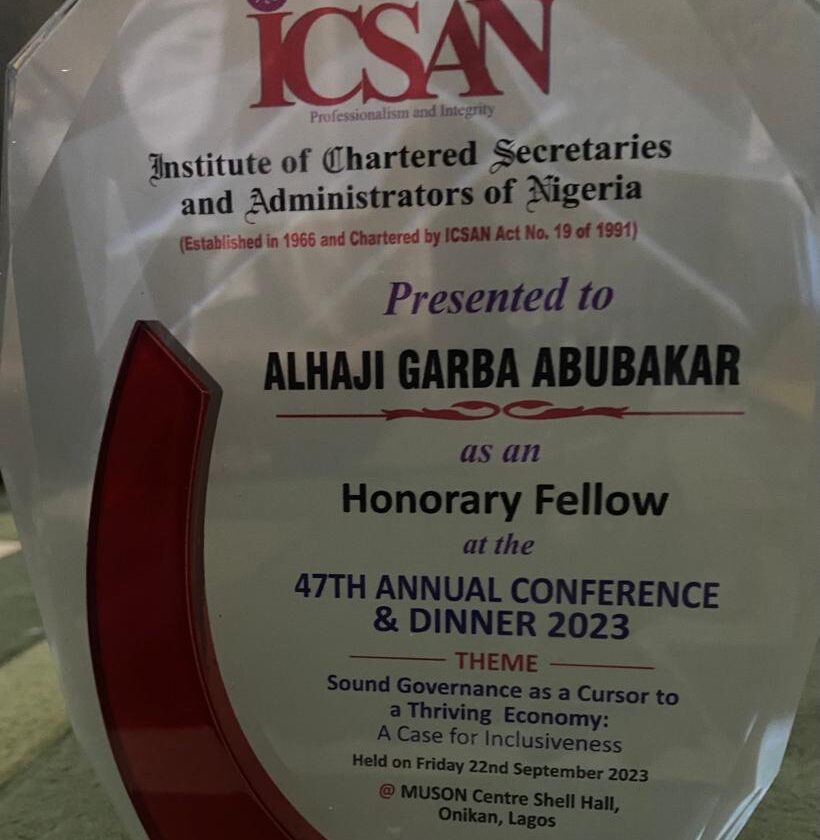 ICSAN
Professionalism and Integrity
Institute of Chartered Secretaries
and Administrators of Nigeria
(Established in 1966 and Chartered by ICSAN Act No. 19 of 1991)
Presented to
ALHAJI GARBA ABUBAKAR
as an
Honorary Fellow
at the
47TH ANNUAL CONFERENCE
& DINNER 2023
THEME
Sound Governance as a Cursor to
a Thriving Economy:
A Case for Inclusiveness
Held on Friday 22nd September 2023
@ MUSON Centre Shell Hall,
Onikan, Lagos